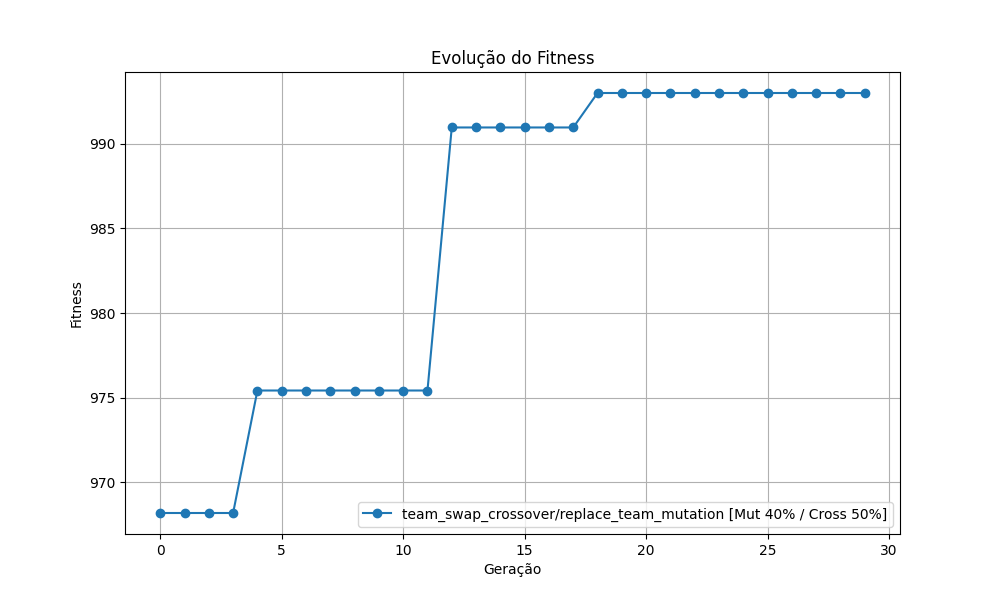 Evolução do Fitness
Fitness
990
985
980
975
970
0 5 10 15 20 25 30
Geração
team_swap_crossover/replace_team_mutation [Mut 40% / Cross 50%]